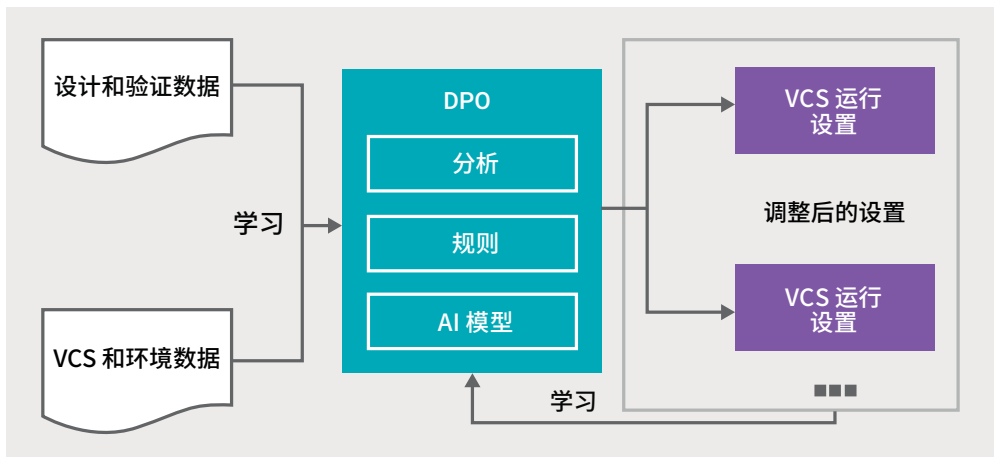 设计和验证数据
学习
VCS 和环境数据
DPO
分析
规则
AI 模型
VCS 运行
设置
调整后的设置
VCS 运行
设置
学习